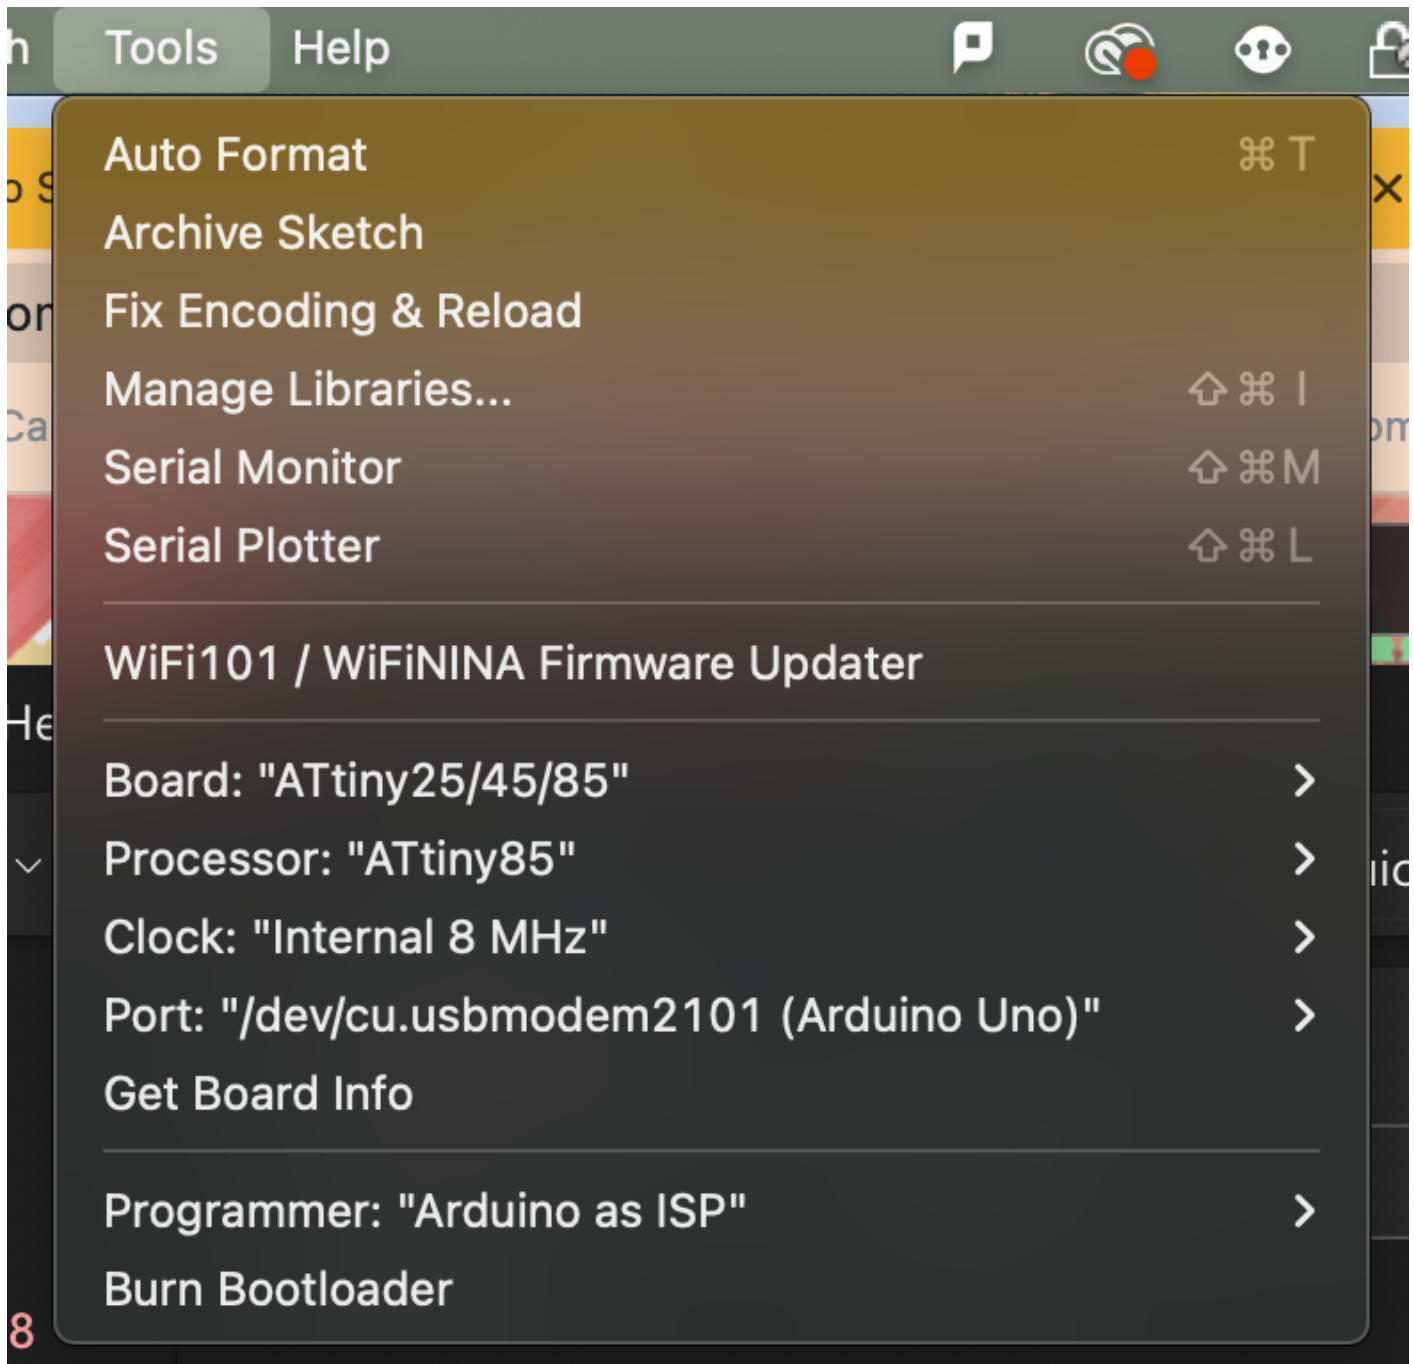 Tools Help
Auto Format ⌘ T
Archive Sketch
Fix Encoding & Reload
Manage Libraries... ⇧ ⌘ I
Serial Monitor ⇧ ⌘ M
Serial Plotter ⇧ ⌘ L
WiFi101 / WiFiNINA Firmware Updater
Board: "ATtiny25/45/85"
Processor: "ATtiny85"
Clock: "Internal 8 MHz"
Port: "/dev/cu.usbmodem2101 (Arduino Uno)"
Get Board Info
Programmer: "Arduino as ISP"
Burn Bootloader
8